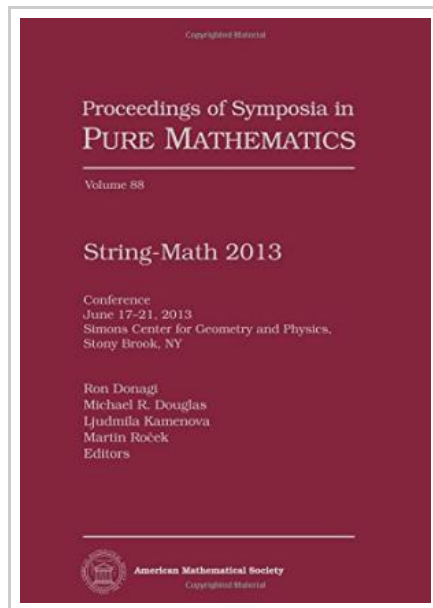 Copyrighted Material
Proceedings of Symposia in
PURE MATHEMATICS
Volume 88
String-Math 2013
Conference
June 17–21, 2013
Simons Center for Geometry and Physics,
Stony Brook, NY
Ron Donagi
Michael R. Douglas
Ljudmila Kamenova
Martin Roček
Editors
American Mathematical Society
Copyrighted Material